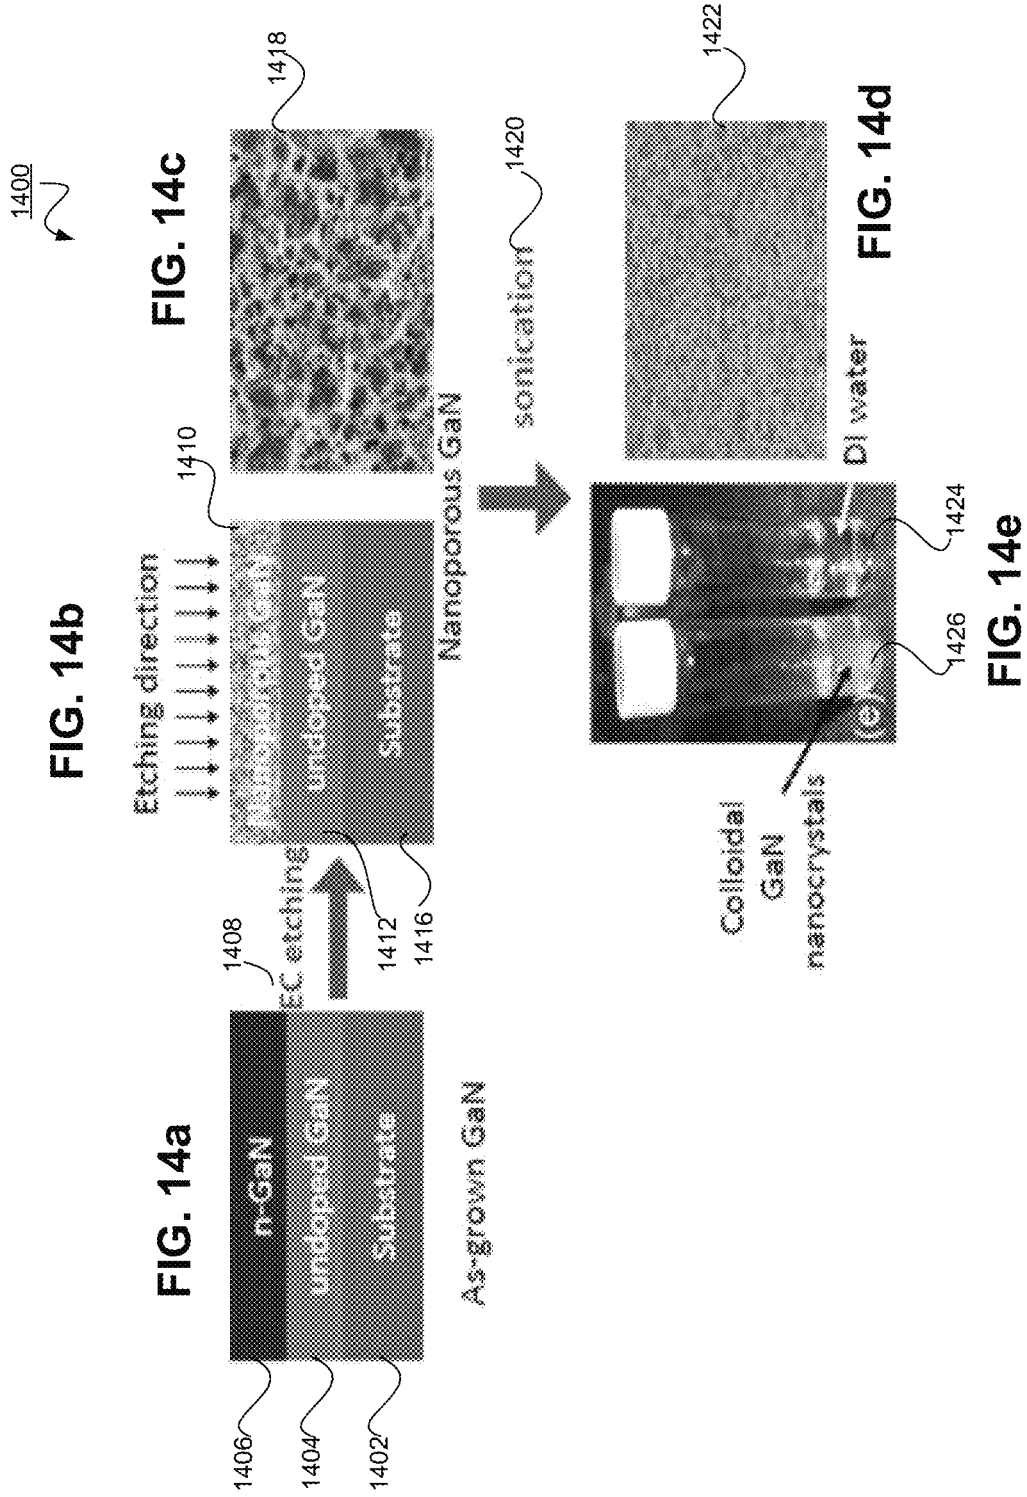 1400
FIG. 14a
1406
1404
1402
n-GaN
undoped GaN
Substrate
As-grown GaN
1408
EC etching
FIG. 14b
Etching direction
1410
Nanoporous GaN
undoped GaN
Substrate
1412
1416
FIG. 14c
1418
Nanoporous GaN
sonication
1420
Colloidal
GaN
nanocrystals
(e)
DI water
1426
1424
FIG. 14e
1422
FIG. 14d